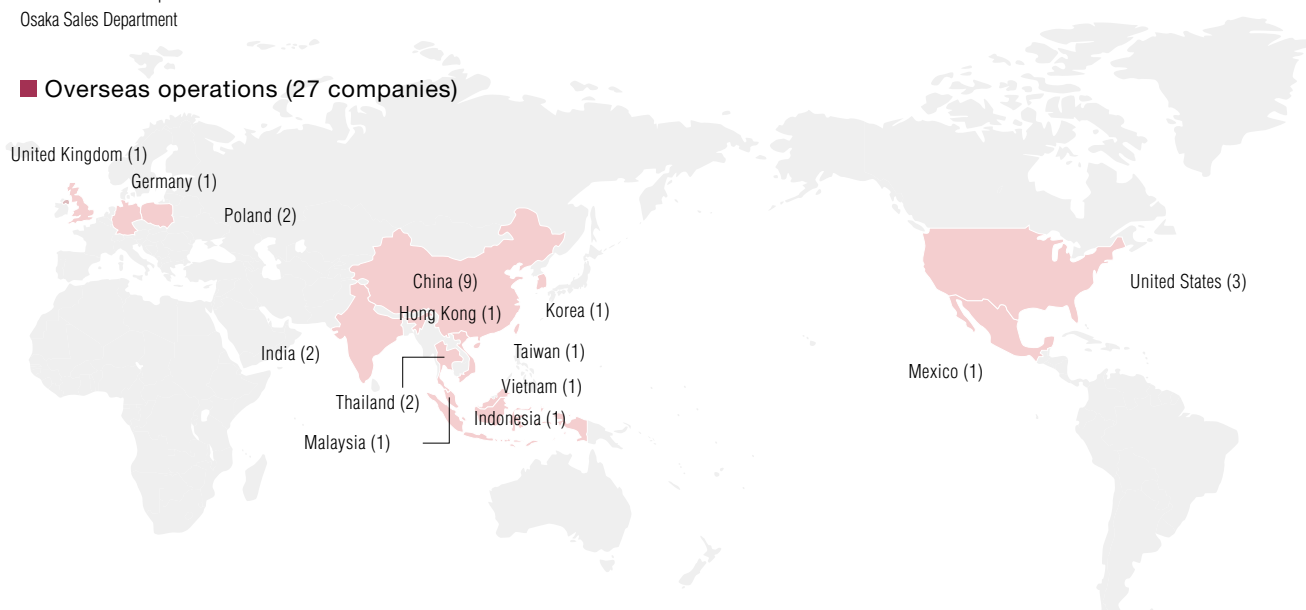 Osaka Sales Department
Overseas operations (27 companies)
United Kingdom (1)
Germany (1)
Poland (2)
China (9)
Hong Kong (1)
Korea (1)
India (2)
Taiwan (1)
Thailand (2)
Vietnam (1)
Indonesia (1)
Malaysia (1)
United States (3)
Mexico (1)